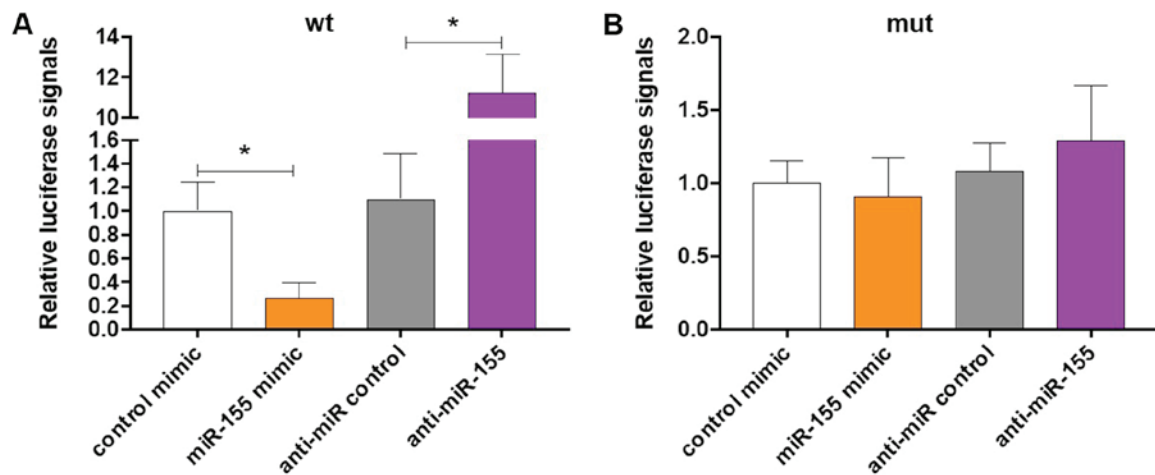 A
wt
Relative luciferase signals
14
12
10
1.6
1.4
1.2
1.0
0.8
0.6
0.4
0.2
0.0
*
*
control mimic
miR-155 mimic
anti-miR control
anti-miR-155
B
mut
Relative luciferase signals
2.0
1.5
1.0
0.5
0.0
control mimic
miR-155 mimic
anti-miR control
anti-miR-155